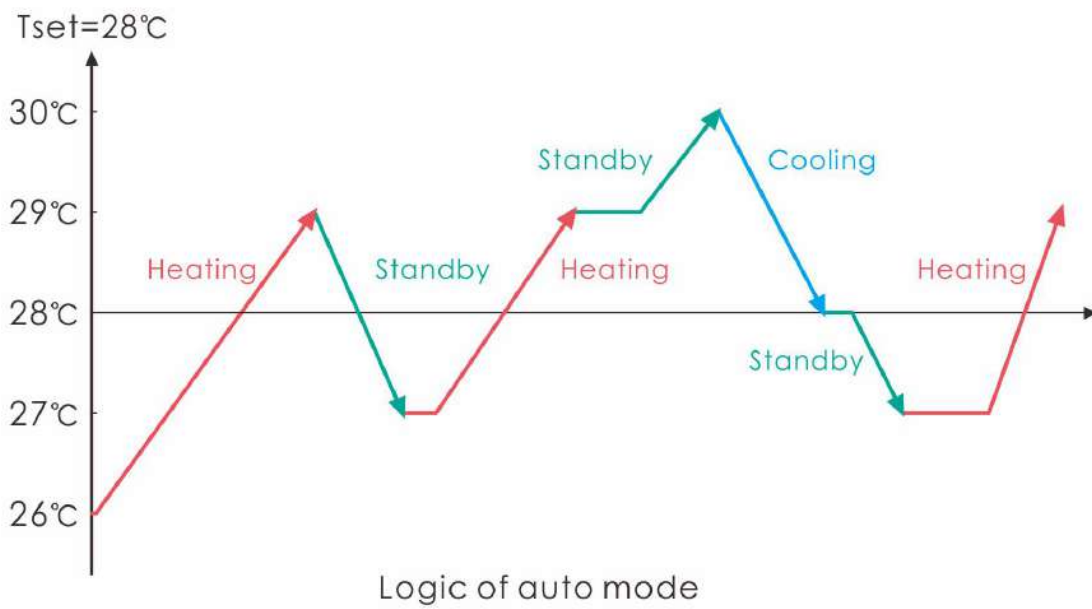 Tset=28℃
30℃
Standby
Cooling
29℃
Heating
Standby
Heating
Heating
28℃
Standby
27℃
26℃
Logic of auto mode